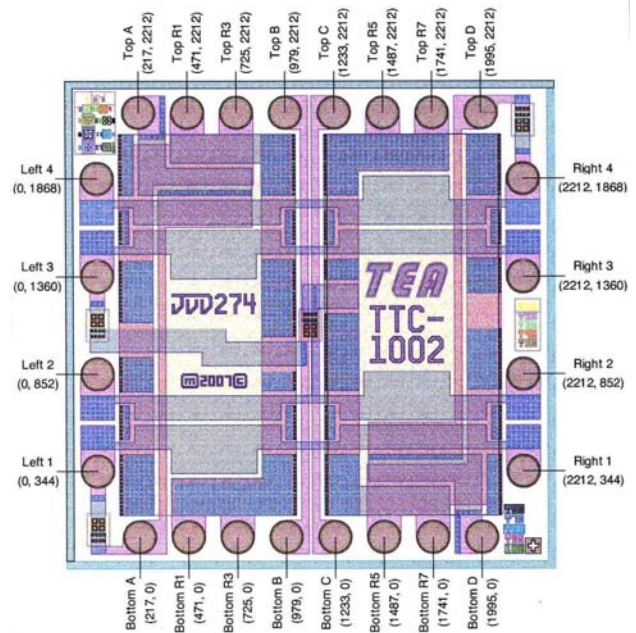 Top A
(217, 2212)
Top R1
(471, 2212)
Top R3
(725, 2212)
Top B
(979, 2212)
Top C
(1233, 2212)
Top R5
(1487, 2212)
Top R7
(1741, 2212)
Top D
(1995, 2212)
Left 4
(0, 1868)
Right 4
(2212, 1868)
Left 3
(0, 1360)
Right 3
(2212, 1360)
JVD274
TEA
TTC-
1002
Left 2
(0, 852)
Right 2
(2212, 852)
Ⓜ2007©
Left 1
(0, 344)
Right 1
(2212, 344)
Bottom A
(217, 0)
Bottom R1
(471, 0)
Bottom R3
(725, 0)
Bottom B
(979, 0)
Bottom C
(1233, 0)
Bottom R5
(1487, 0)
Bottom R7
(1741, 0)
Bottom D
(1995, 0)